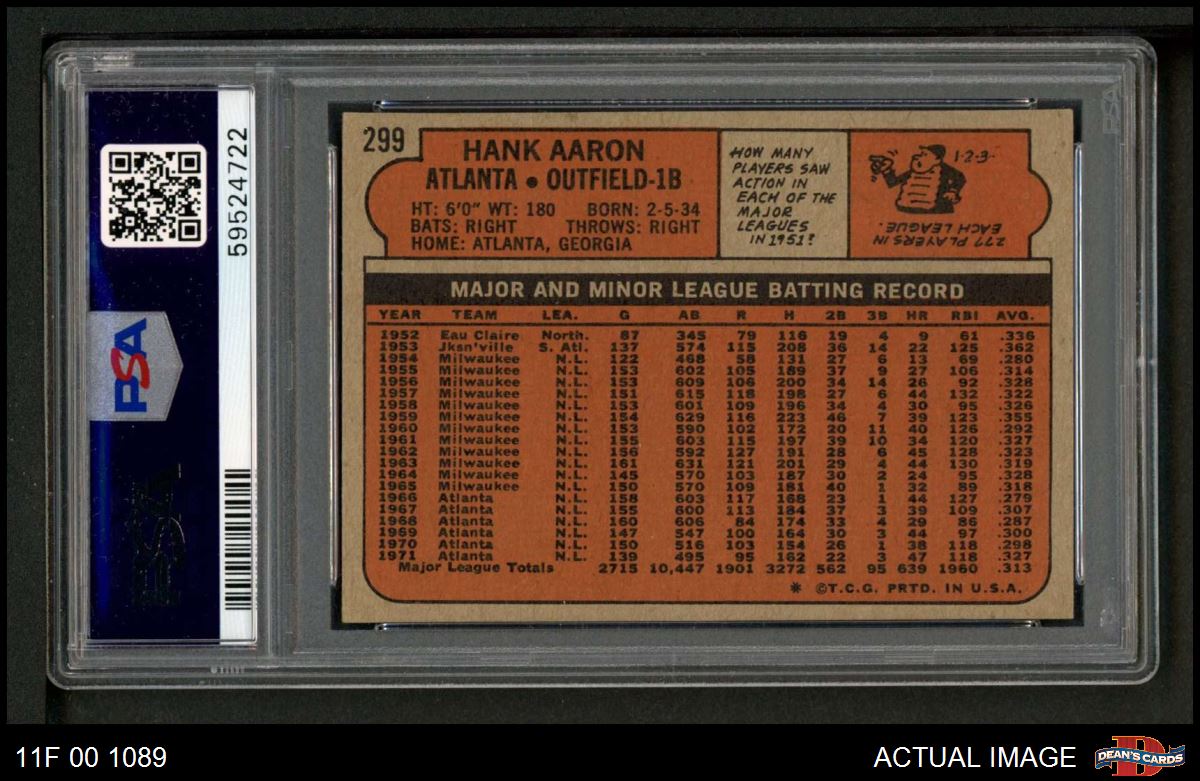 59524722
PSA
PSA
299
HANK AARON
ATLANTA • OUTFIELD-1B
HT: 6'0" WT: 180 BORN: 2-5-34
BATS: RIGHT THROWS: RIGHT
HOME: ATLANTA, GEORGIA
HOW MANY
PLAYERS SAW
ACTION IN
EACH OF THE
MAJOR
LEAGUES
IN 1951?
1-2-3-
277 PLAYERS IN
EACH LEAGUE.
MAJOR AND MINOR LEAGUE BATTING RECORD
YEAR TEAM LEA. G AB R H 2B 3B HR RBI AVG.
1952 Eau Claire North. 87 345 79 116 19 4 9 61 .336
1953 Jksn'ville S. Atl. 137 574 115 208 36 14 22 125 .362
1954 Milwaukee N.L. 122 468 58 131 27 6 13 69 .280
1955 Milwaukee N.L. 153 602 105 189 37 9 27 106 .314
1956 Milwaukee N.L. 153 609 106 200 34 14 26 92 .328
1957 Milwaukee N.L. 151 615 118 198 27 6 44 132 .322
1958 Milwaukee N.L. 153 601 109 196 34 4 30 95 .326
1959 Milwaukee N.L. 154 629 116 223 46 7 39 123 .355
1960 Milwaukee N.L. 153 590 102 172 20 11 40 126 .292
1961 Milwaukee N.L. 155 603 115 197 39 10 34 120 .327
1962 Milwaukee N.L. 156 592 127 191 28 6 45 128 .323
1963 Milwaukee N.L. 161 631 121 201 29 4 44 130 .319
1964 Milwaukee N.L. 145 570 103 187 30 2 24 95 .328
1965 Milwaukee N.L. 150 570 109 181 40 1 32 89 .318
1966 Atlanta N.L. 158 603 117 168 23 1 44 127 .279
1967 Atlanta N.L. 155 600 113 184 37 3 39 109 .307
1968 Atlanta N.L. 160 606 84 174 33 4 29 86 .287
1969 Atlanta N.L. 147 547 100 164 30 3 44 97 .300
1970 Atlanta N.L. 150 516 103 154 26 1 38 118 .298
1971 Atlanta N.L. 139 495 95 162 22 3 47 118 .327
Major League Totals 2715 10,447 1901 3272 562 95 639 1960 .313
* ©T.C.G. PRTD. IN U.S.A.
PSA
11F 00 1089
ACTUAL IMAGE
DEAN'S CARDS